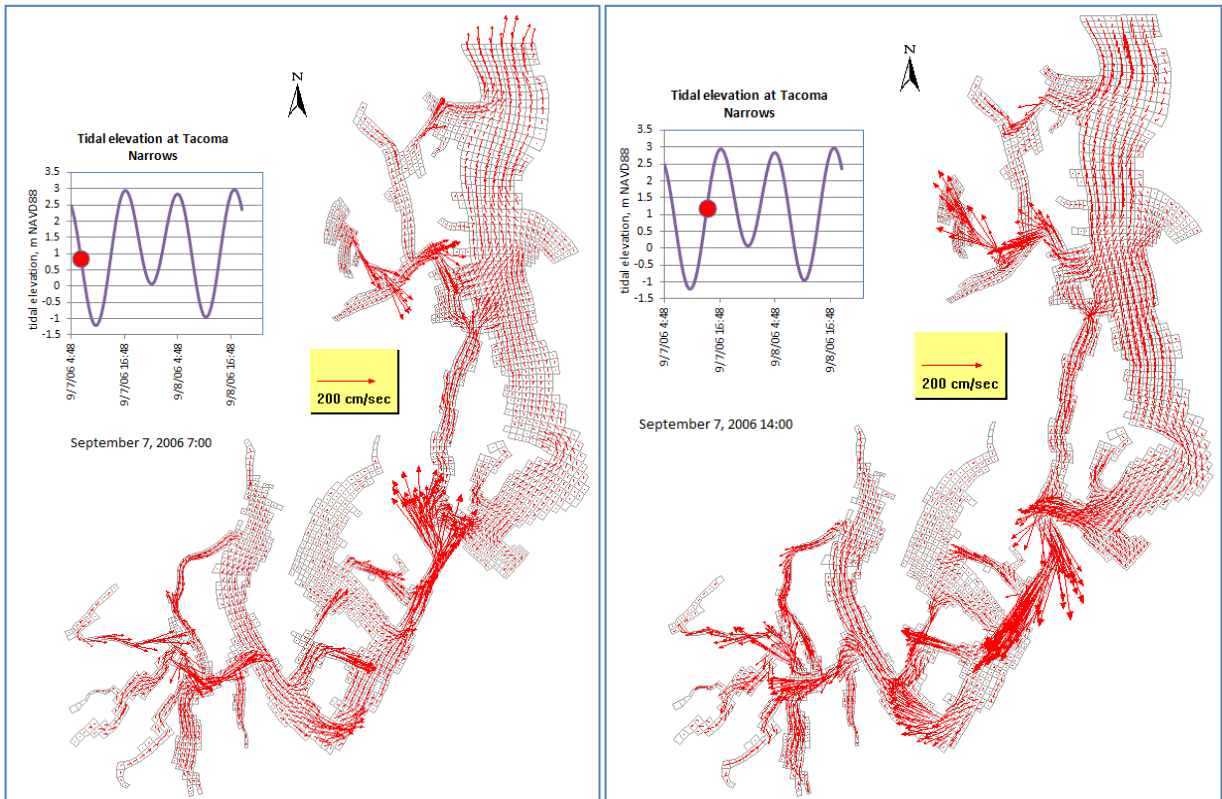 N
Tidal elevation at Tacoma
Narrows
tidal elevation, m NAVD88
3.5
3
2.5
2
1.5
1
0.5
0
-0.5
-1
-1.5
9/7/06 4:48
9/7/06 16:48
9/8/06 4:48
9/8/06 16:48
200 cm/sec
September 7, 2006 7:00
N
Tidal elevation at Tacoma
Narrows
tidal elevation, m NAVD88
3.5
3
2.5
2
1.5
1
0.5
0
-0.5
-1
-1.5
9/7/06 4:48
9/7/06 16:48
9/8/06 4:48
9/8/06 16:48
200 cm/sec
September 7, 2006 14:00